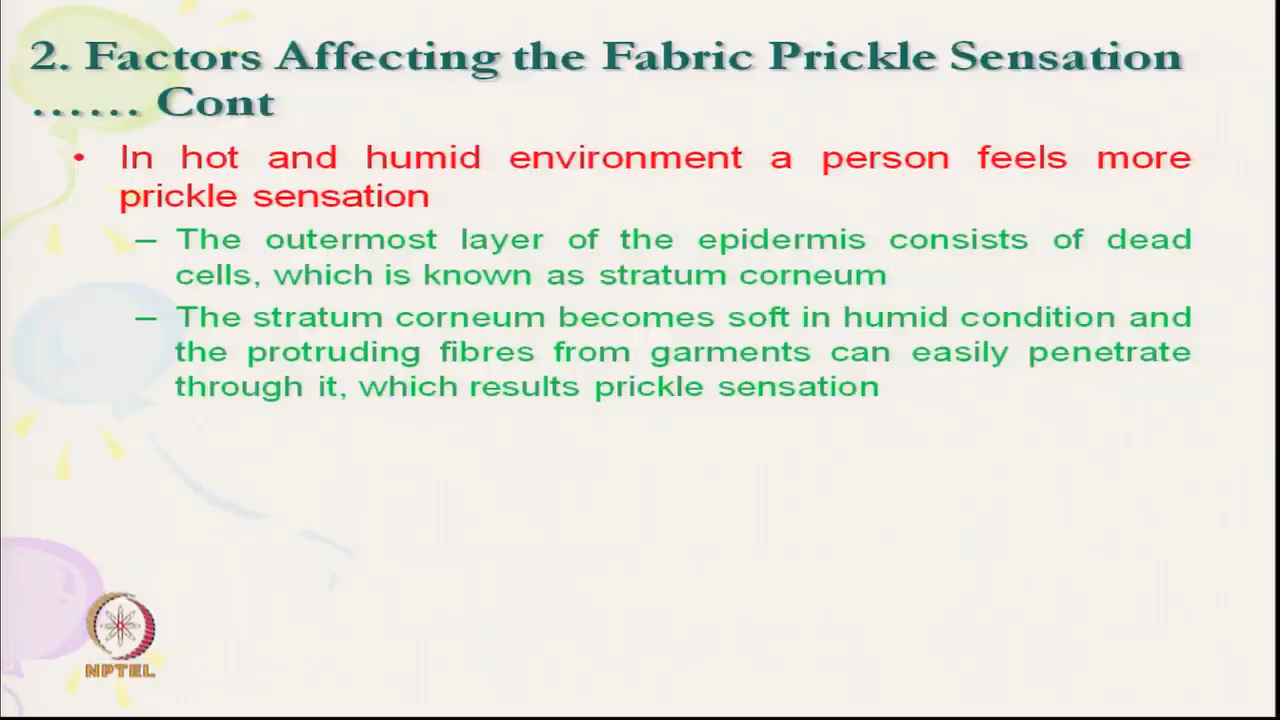 2. Factors Affecting the Fabric Prickle Sensation
...... Cont
• In hot and humid environment a person feels more
prickle sensation
– The outermost layer of the epidermis consists of dead
cells, which is known as stratum corneum
– The stratum corneum becomes soft in humid condition and
the protruding fibres from garments can easily penetrate
through it, which results prickle sensation
NPTEL